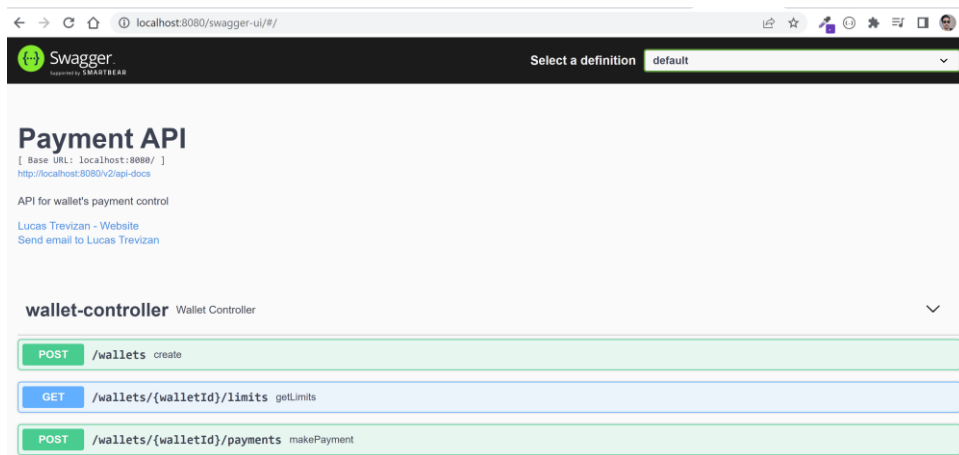 localhost:8080/swagger-ui/#/
Swagger.
Supported by SMARTBEAR
Select a definition default
Payment API
[ Base URL: localhost:8080/ ]
http://localhost:8080/v2/api-docs
API for wallet's payment control
Lucas Trevizan - Website
Send email to Lucas Trevizan
wallet-controller Wallet Controller
POST /wallets create
GET /wallets/{walletId}/limits getLimits
POST /wallets/{walletId}/payments makePayment